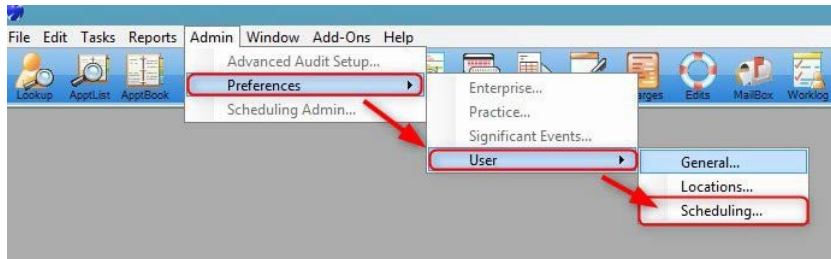 File Edit Tasks Reports Admin Window Add-Ons Help
Lookup ApptList ApptBook
Edits MailBox Worklog
Advanced Audit Setup...
Preferences
Scheduling Admin...
Enterprise...
Practice...
Significant Events...
User
General...
Locations...
Scheduling...